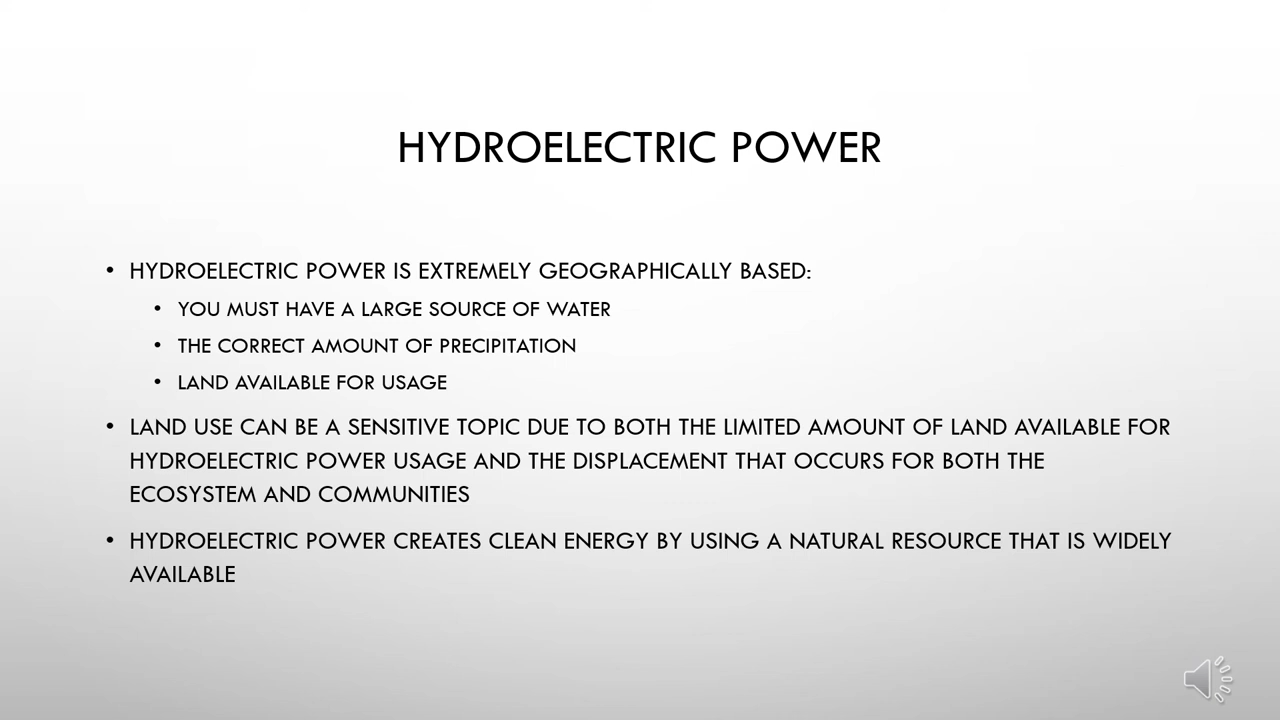 HYDROELECTRIC POWER
• HYDROELECTRIC POWER IS EXTREMELY GEOGRAPHICALLY BASED:
• YOU MUST HAVE A LARGE SOURCE OF WATER
• THE CORRECT AMOUNT OF PRECIPITATION
• LAND AVAILABLE FOR USAGE
• LAND USE CAN BE A SENSITIVE TOPIC DUE TO BOTH THE LIMITED AMOUNT OF LAND AVAILABLE FOR
HYDROELECTRIC POWER USAGE AND THE DISPLACEMENT THAT OCCURS FOR BOTH THE
ECOSYSTEM AND COMMUNITIES
• HYDROELECTRIC POWER CREATES CLEAN ENERGY BY USING A NATURAL RESOURCE THAT IS WIDELY
AVAILABLE